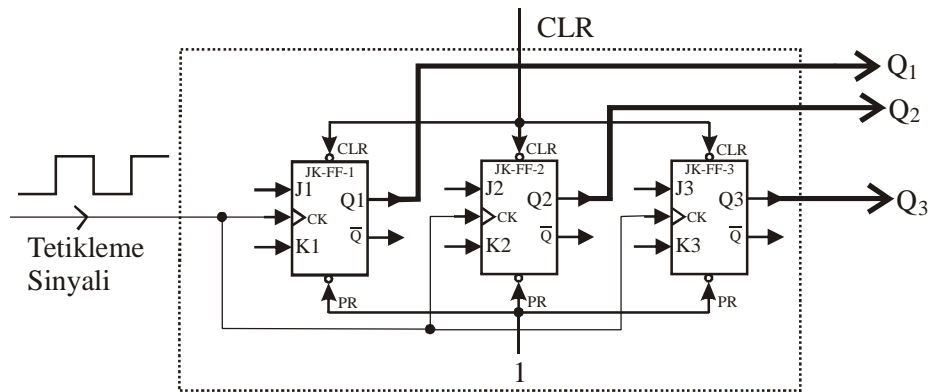 CLR
Q1
Q2
CLR
CLR
CLR
JK-FF-1
JK-FF-2
JK-FF-3
J1
Q1
J2
Q2
J3
Q3
Q3
CK
CK
CK
Tetikleme
Sinyali
K1
Q̅
K2
Q̅
K3
Q̅
PR
PR
PR
1